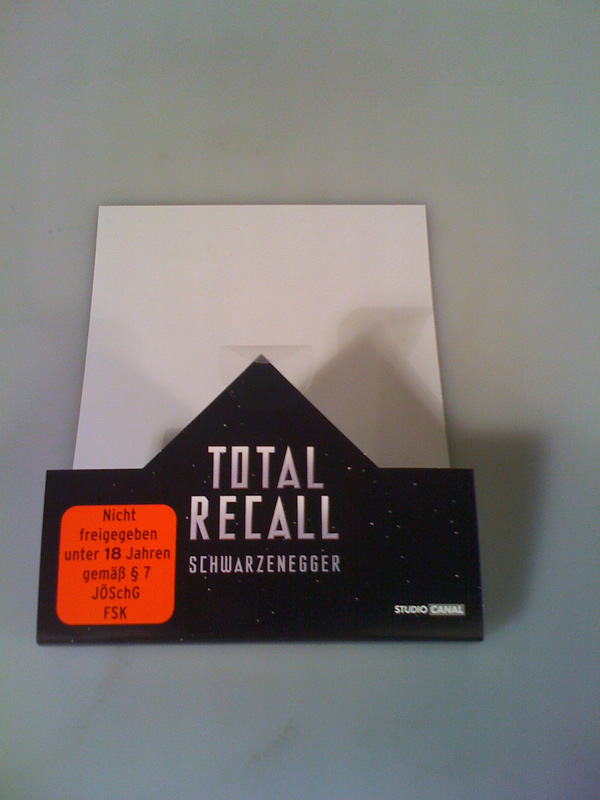 TOTAL
RECALL
SCHWARZENEGGER
Nicht
freigegeben
unter 18 Jahren
gemäß § 7
JÖSchG
FSK
STUDIO CANAL